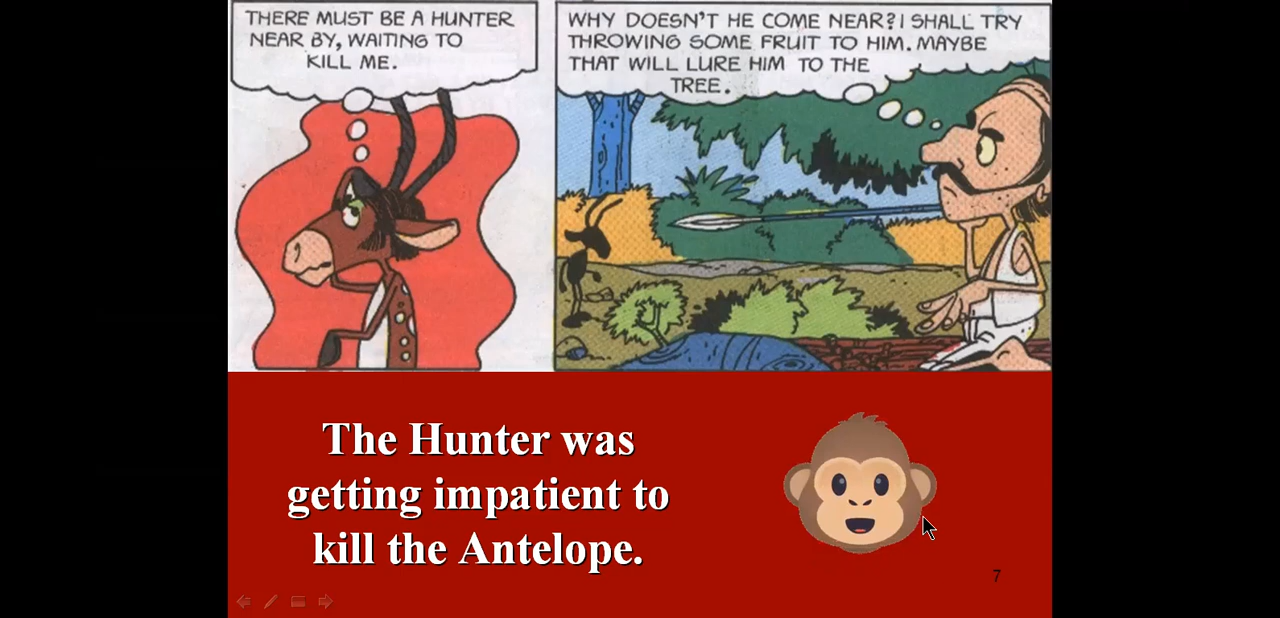 THERE MUST BE A HUNTER
NEAR BY, WAITING TO
KILL ME.
WHY DOESN'T HE COME NEAR? I SHALL TRY
THROWING SOME FRUIT TO HIM. MAYBE
THAT WILL LURE HIM TO THE
TREE.
The Hunter was
getting impatient to
kill the Antelope.
7